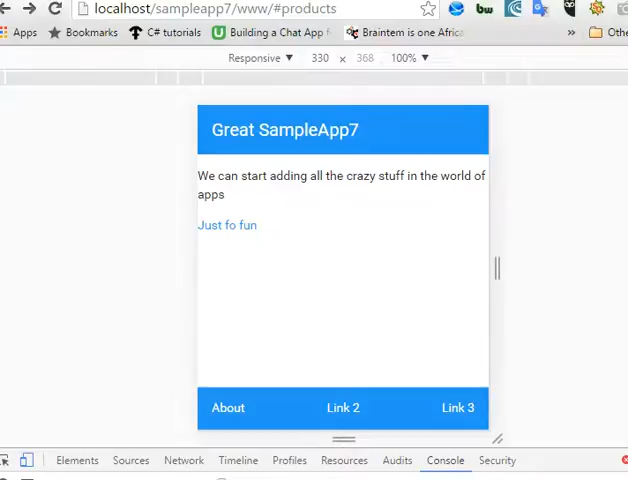 localhost/sampleapp7/www/#products
Apps Bookmarks C# tutorials Building a Chat App f Braintem is one Africa » Othe
Responsive ▼ 330 × 368 100% ▼
Great SampleApp7
We can start adding all the crazy stuff in the world of
apps
Just fo fun
About Link 2 Link 3
Elements Sources Network Timeline Profiles Resources Audits Console Security